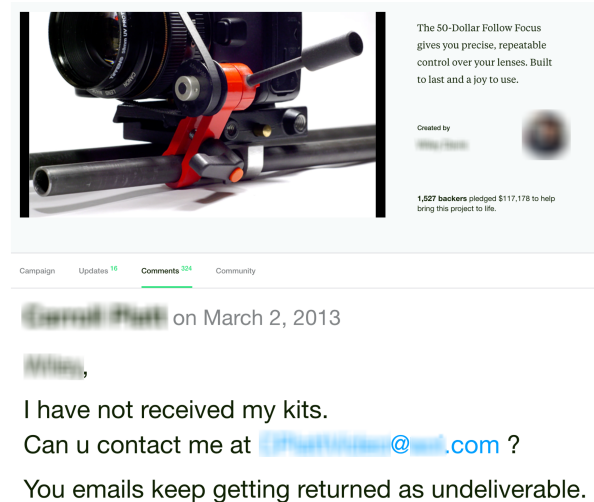 The 50-Dollar Follow Focus
gives you precise, repeatable
control over your lenses. Built
to last and a joy to use.
Created by
1,527 backers pledged $117,178 to help
bring this project to life.
Campaign Updates 16 Comments 324 Community
on March 2, 2013
,
I have not received my kits.
Can u contact me at @ .com ?
You emails keep getting returned as undeliverable.